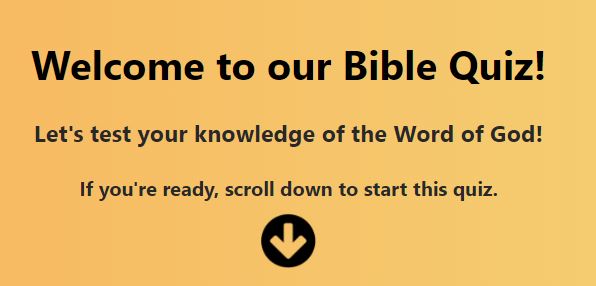 Welcome to our Bible Quiz!
Let's test your knowledge of the Word of God!
If you're ready, scroll down to start this quiz.